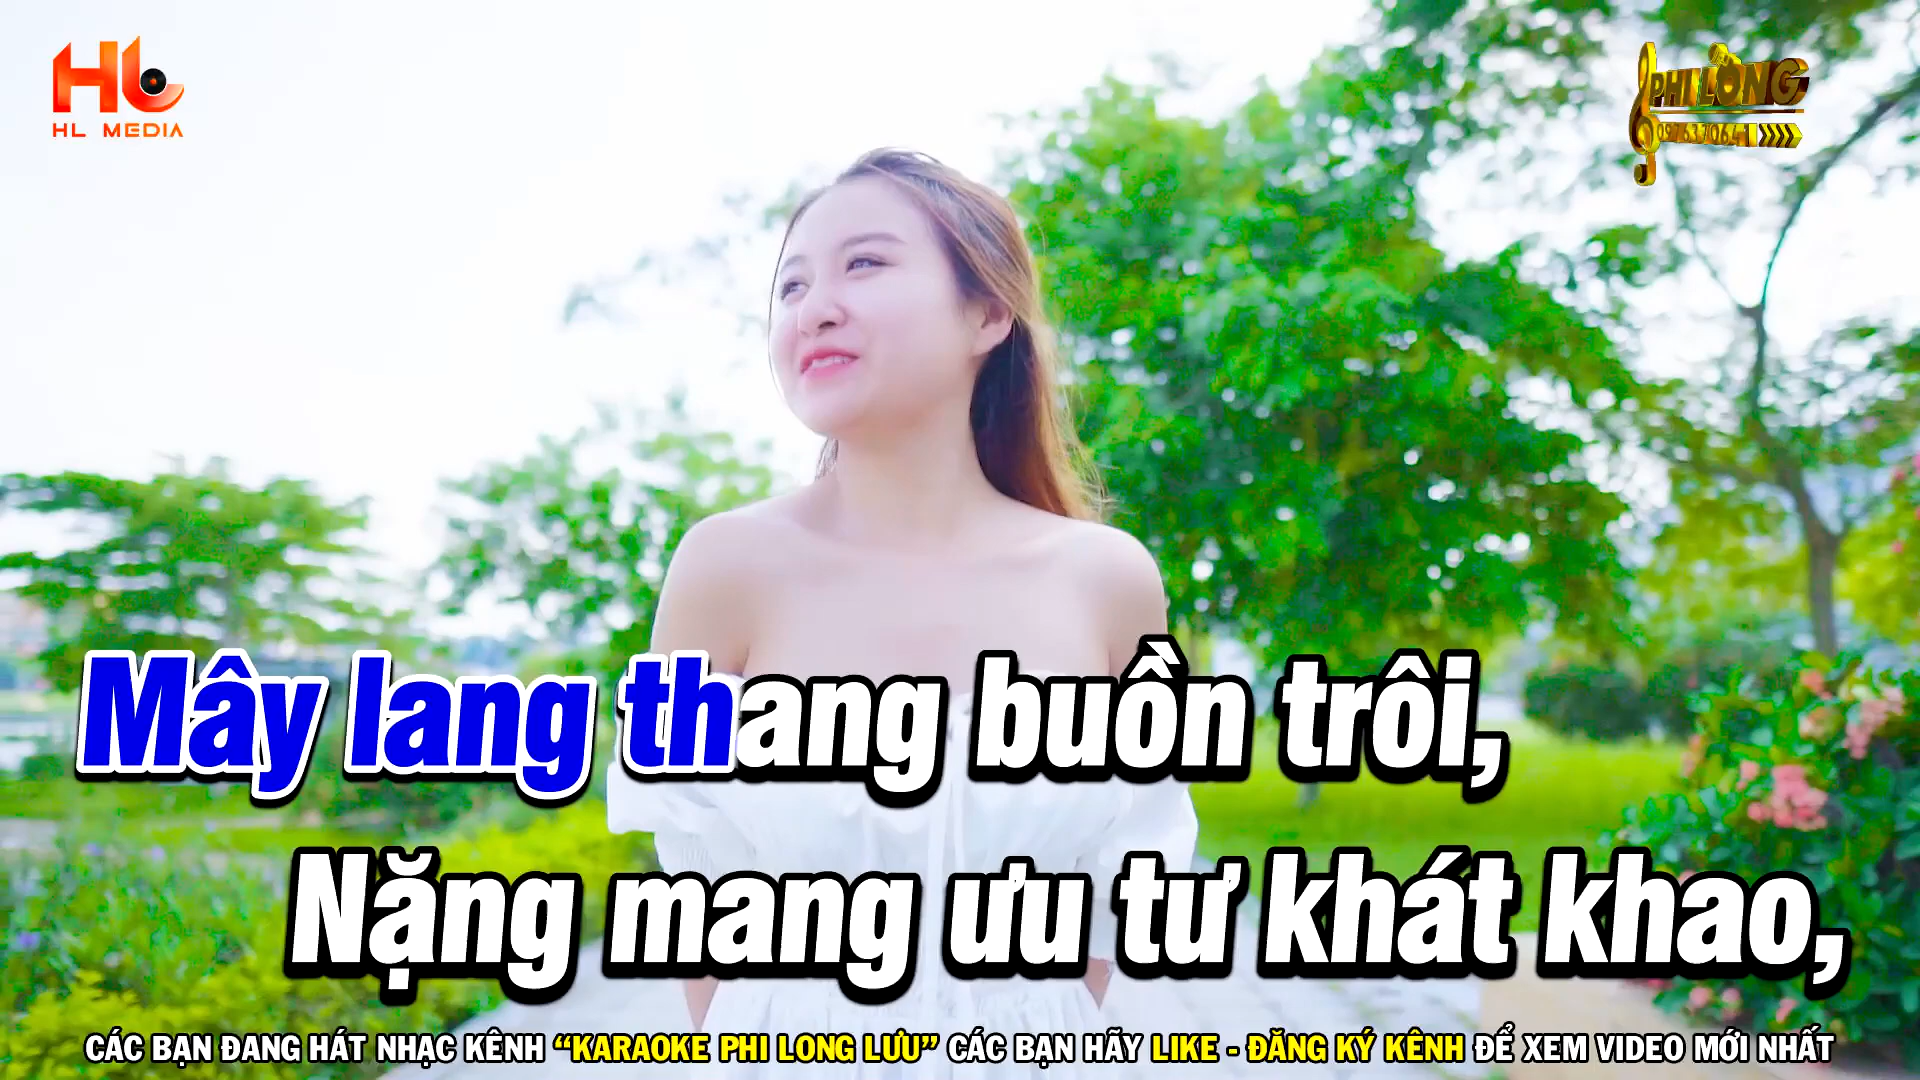 HL MEDIA
PHI LONG
Mây lang thang buồn trôi,
Nặng mang ưu tư khát khao,
CÁC BẠN ĐANG HÁT NHẠC KÊNH “KARAOKE PHI LONG LƯU” CÁC BẠN HÃY LIKE - ĐĂNG KÝ KÊNH ĐỂ XEM VIDEO MỚI NHẤT